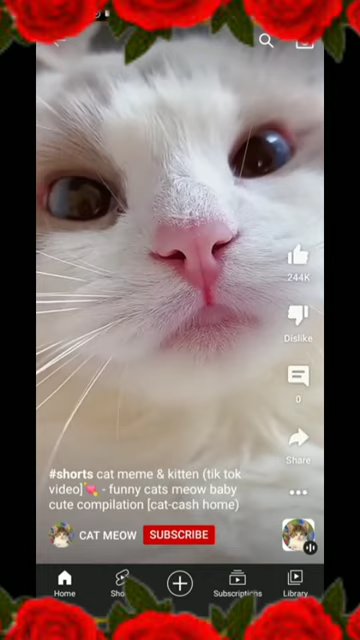 244K
Dislike
0
Share
#shorts cat meme & kitten (tik tok
video]💘 - funny cats meow baby
cute compilation [cat-cash home)
CAT MEOW SUBSCRIBE
Home Sho Subscriptions Library